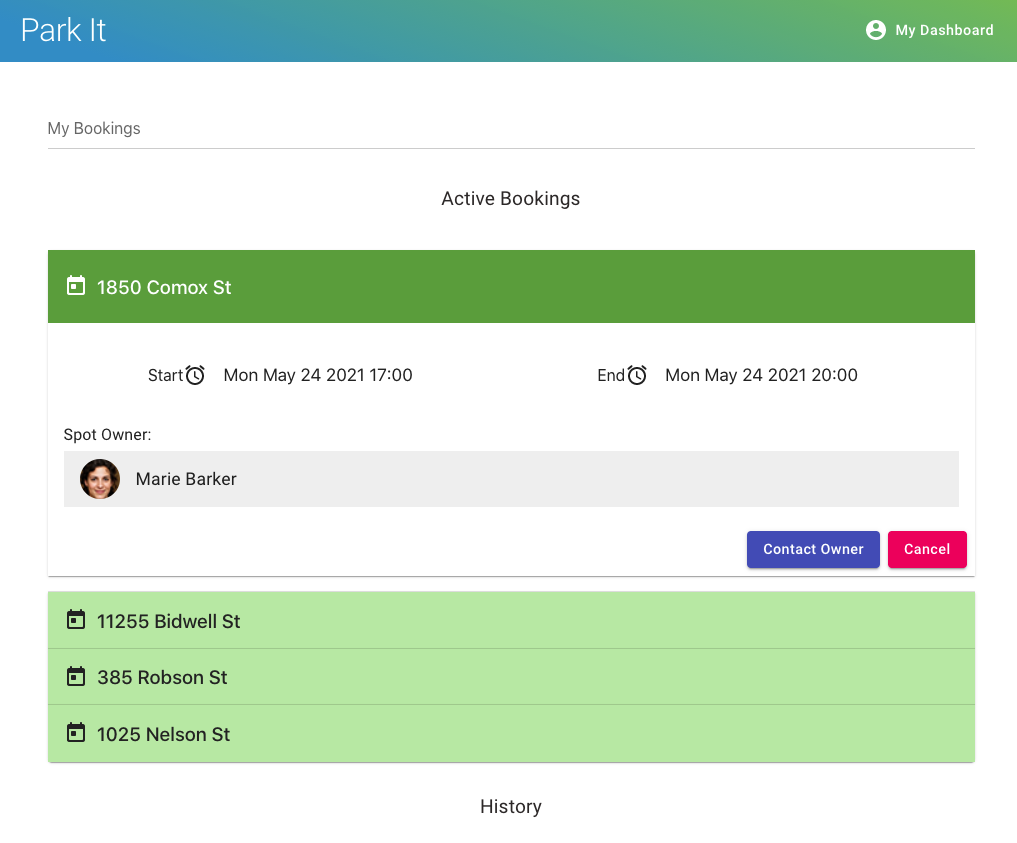 Park It
My Dashboard
My Bookings
Active Bookings
1850 Comox St
Start Mon May 24 2021 17:00
End Mon May 24 2021 20:00
Spot Owner:
Marie Barker
Contact Owner
Cancel
11255 Bidwell St
385 Robson St
1025 Nelson St
History